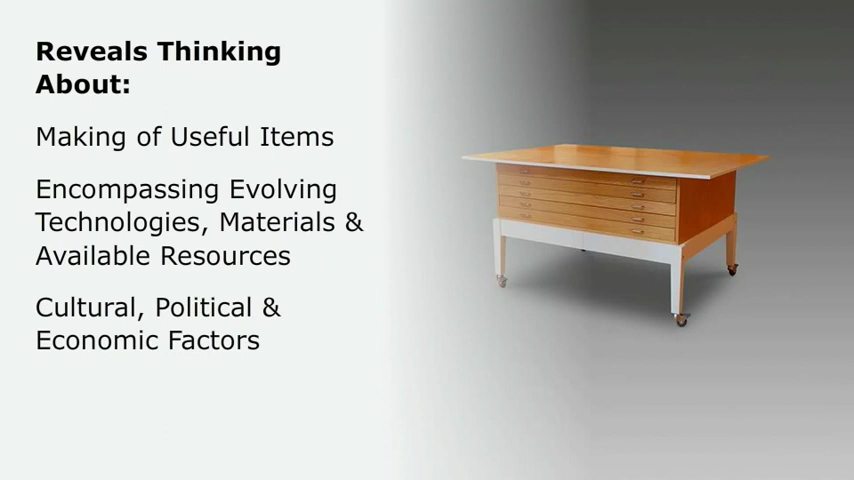 Reveals Thinking
About:
Making of Useful Items
Encompassing Evolving
Technologies, Materials &
Available Resources
Cultural, Political &
Economic Factors